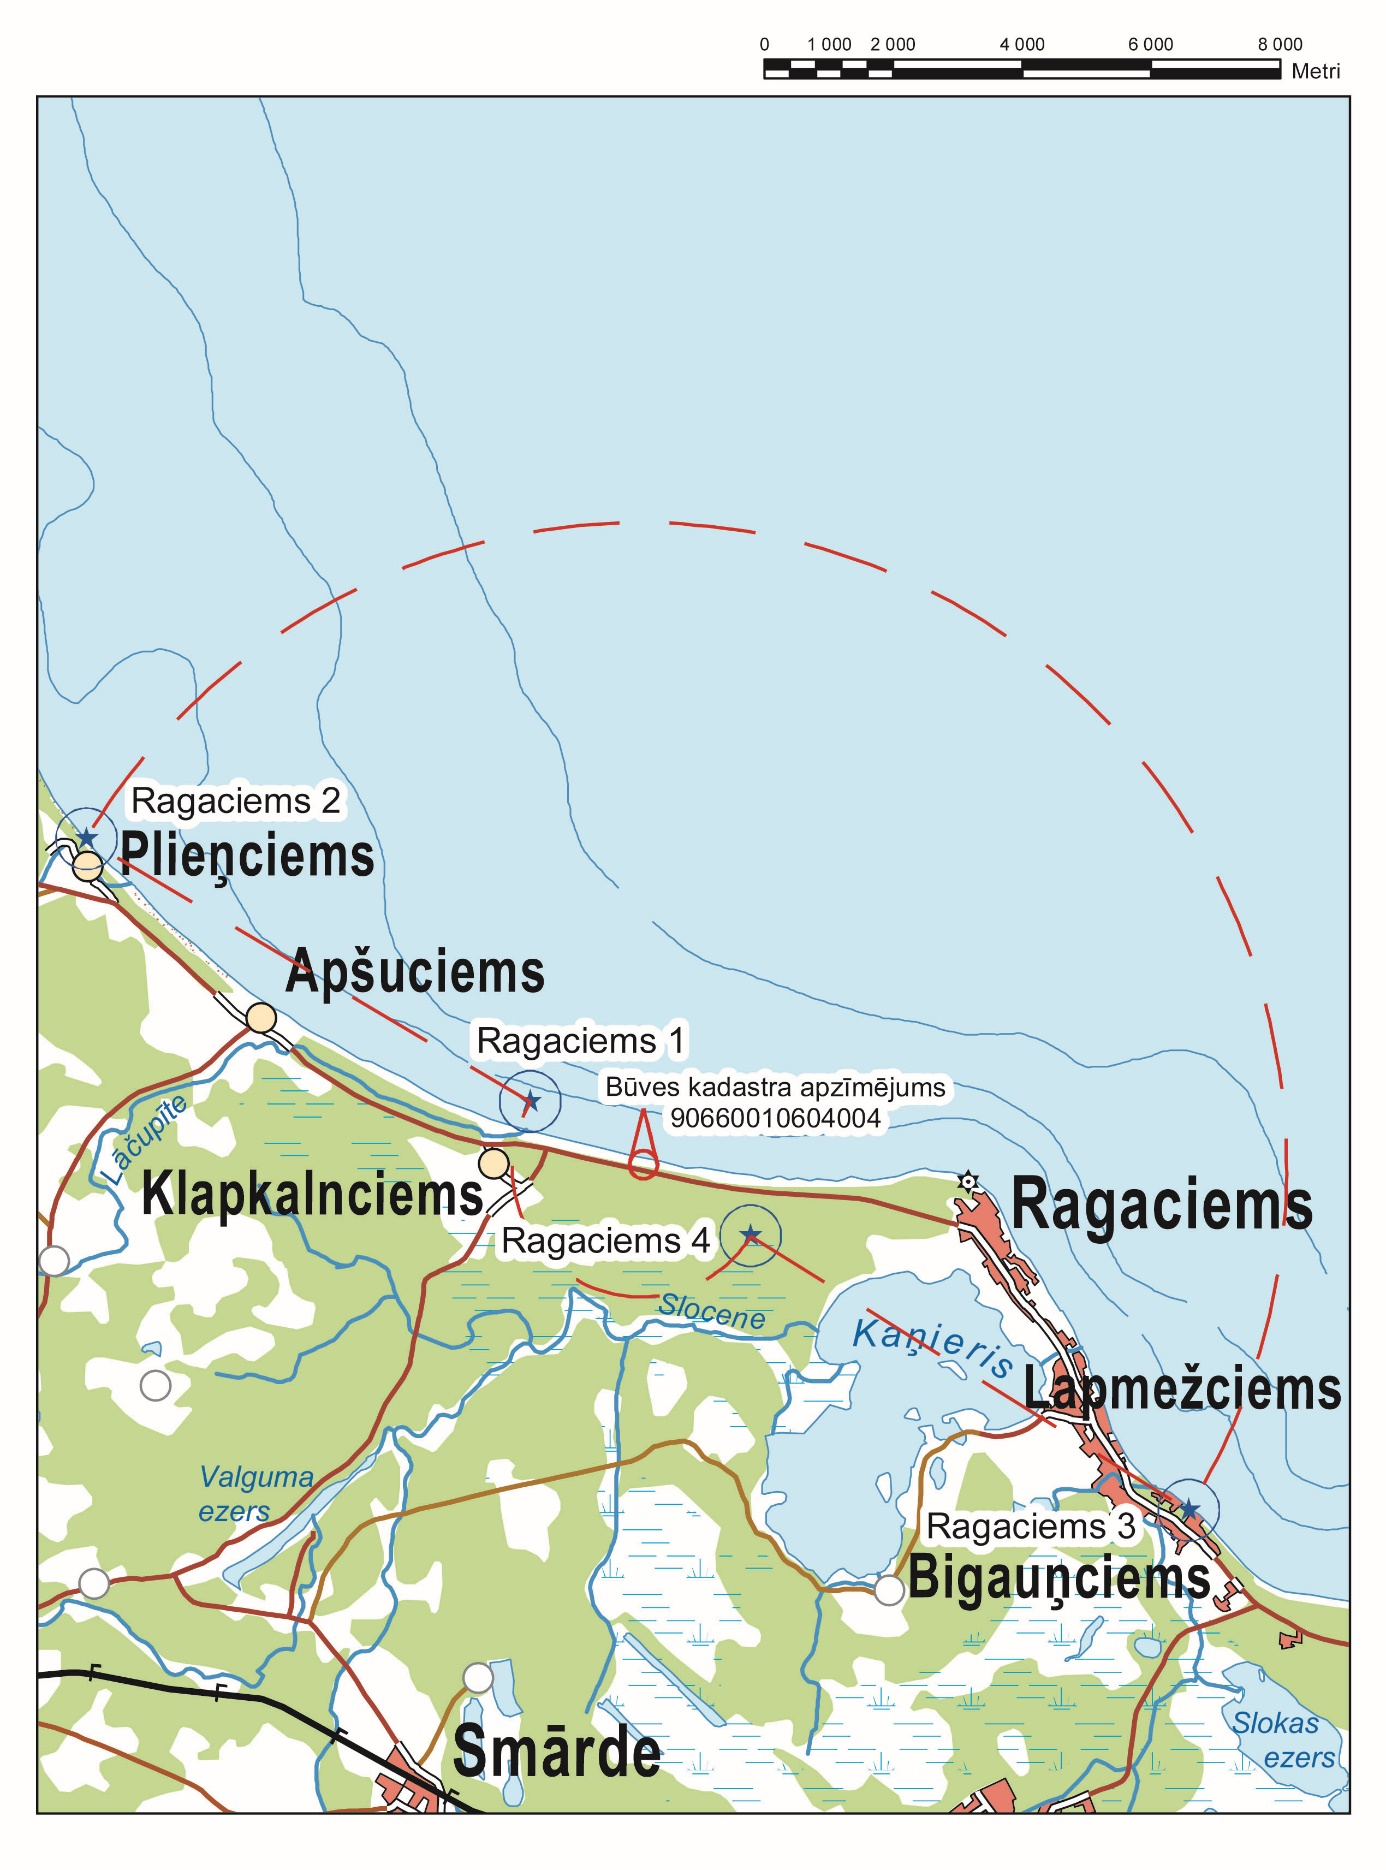 0 1 000 2 000 4 000 6 000 8 000
Metri
Ragaciems 2
Plieņciems
Apšuciems
Ragaciems 1
Būves kadastra apzīmējums
90660010604004
Lāčupīte
Klapkalnciems
Ragaciems
Ragaciems 4
Slocene
Kaņieris
Lapmežciems
Valguma
ezers
Ragaciems 3
Bigauņciems
Smārde
Slokas
ezers